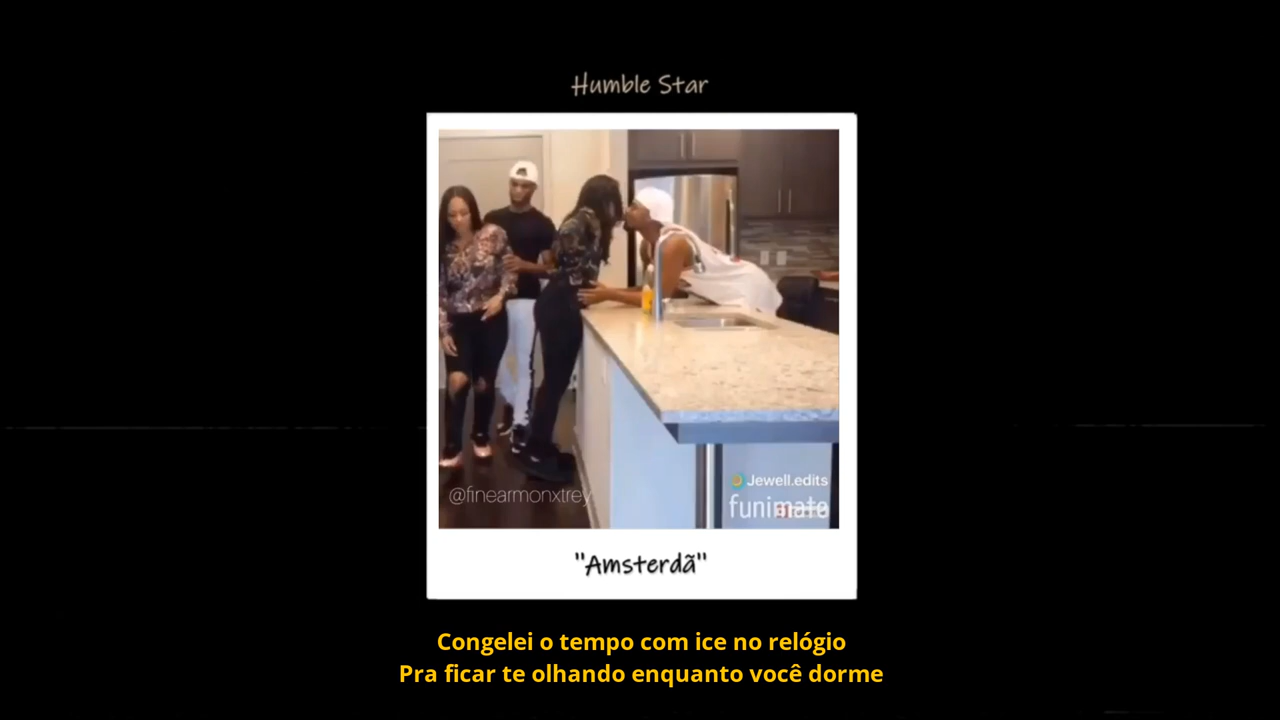 Humble Star
@finearmonxtrey
Jewell.edits
funimate
"Amsterdã"
Congelei o tempo com ice no relógio
Pra ficar te olhando enquanto você dorme